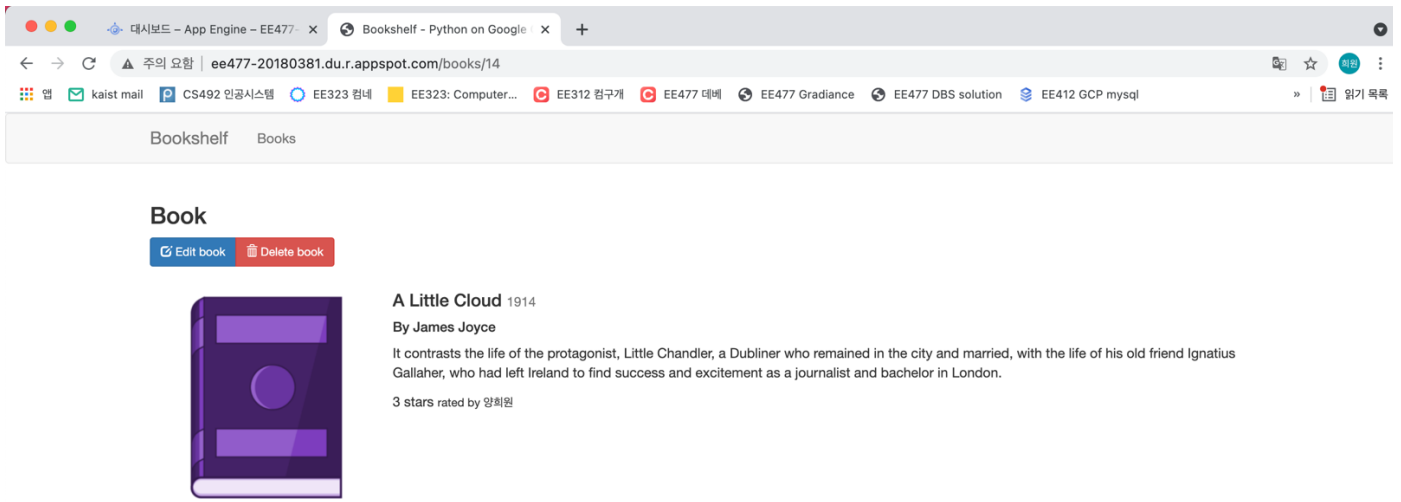 대시보드 – App Engine – EE477-
Bookshelf - Python on Google
주의 요함 | ee477-20180381.du.r.appspot.com/books/14
희원
앱 kaist mail CS492 인공시스템 EE323 컴네 EE323: Computer... EE312 컴구개 EE477 데베 EE477 Gradiance EE477 DBS solution EE412 GCP mysql » 읽기 목록
Bookshelf Books
Book
Edit book Delete book
A Little Cloud 1914
By James Joyce
It contrasts the life of the protagonist, Little Chandler, a Dubliner who remained in the city and married, with the life of his old friend Ignatius
Gallaher, who had left Ireland to find success and excitement as a journalist and bachelor in London.
3 stars rated by 양희원